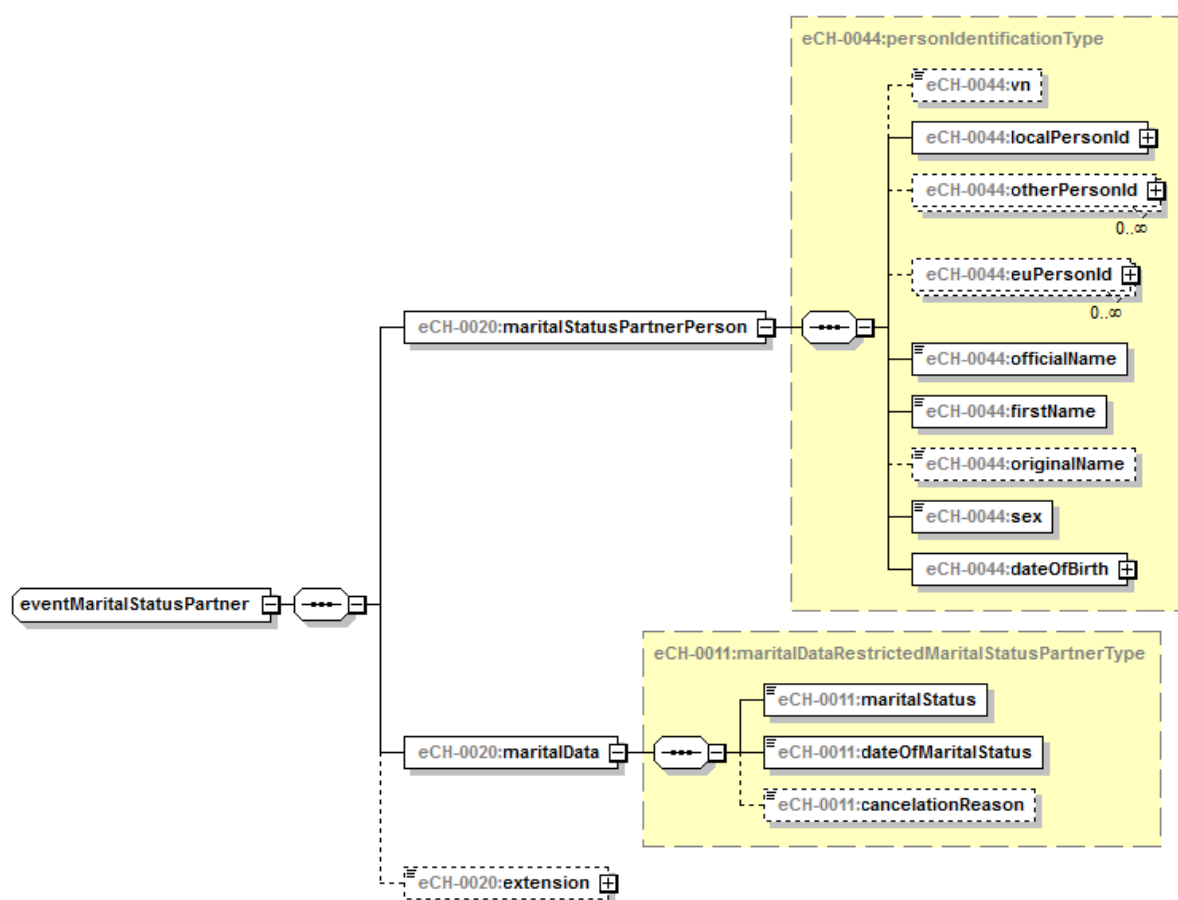 eCH-0044:personIdentificationType
eCH-0044:vn
eCH-0044:localPersonId
eCH-0044:otherPersonId
0..∞
eCH-0044:euPersonId
0..∞
eCH-0020:maritalStatusPartnerPerson
eCH-0044:officialName
eCH-0044:firstName
eCH-0044:originalName
eCH-0044:sex
eCH-0044:dateOfBirth
eventMaritalStatusPartner
eCH-0011:maritalDataRestrictedMaritalStatusPartnerType
eCH-0011:maritalStatus
eCH-0020:maritalData
eCH-0011:dateOfMaritalStatus
eCH-0011:cancelationReason
eCH-0020:extension